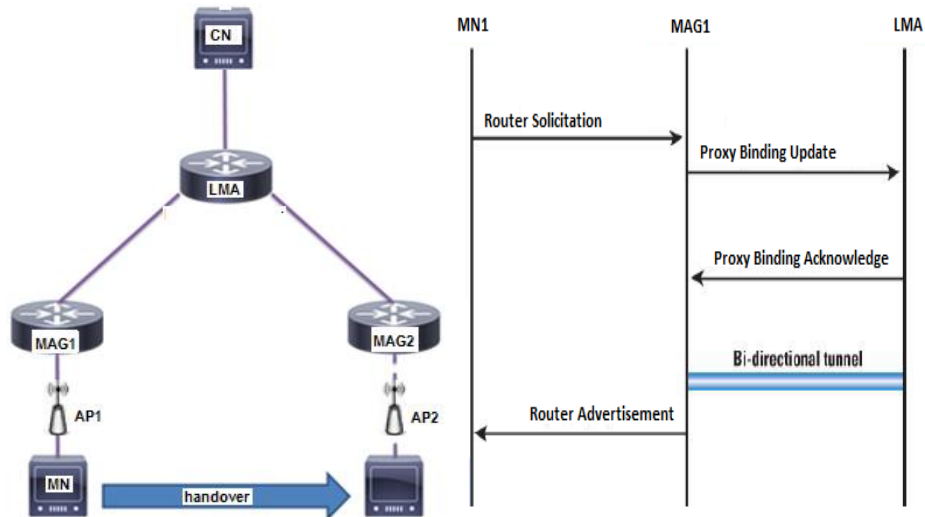 CN
LMA
MAG1
MAG2
AP1
AP2
MN
handover
MN1
MAG1
LMA
Router Solicitation
Proxy Binding Update
Proxy Binding Acknowledge
Bi-directional tunnel
Router Advertisement